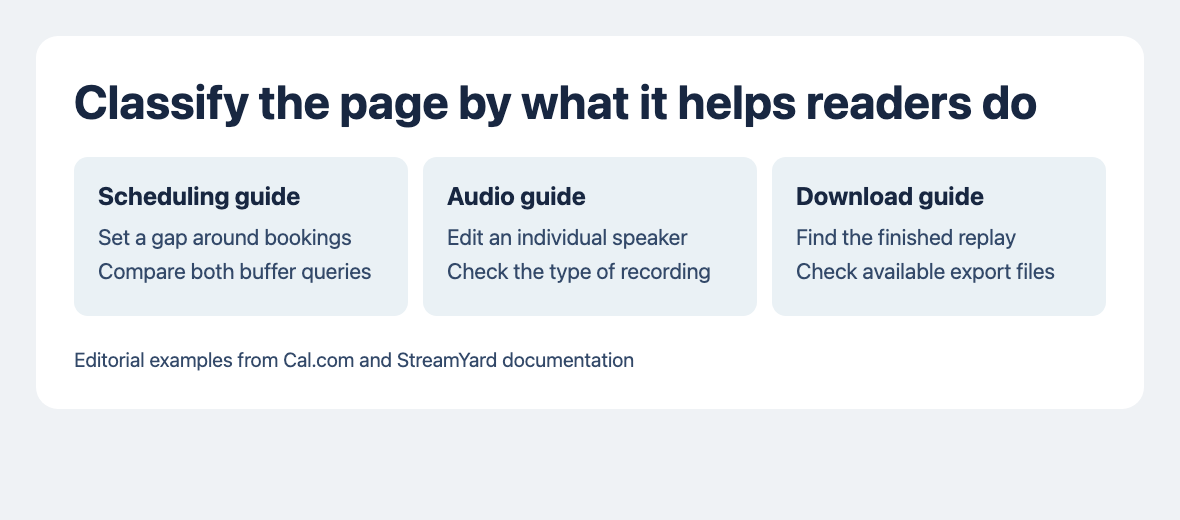 Classify the page by what it helps readers do
Scheduling guide
Set a gap around bookings
Compare both buffer queries
Audio guide
Edit an individual speaker
Check the type of recording
Download guide
Find the finished replay
Check available export files
Editorial examples from Cal.com and StreamYard documentation